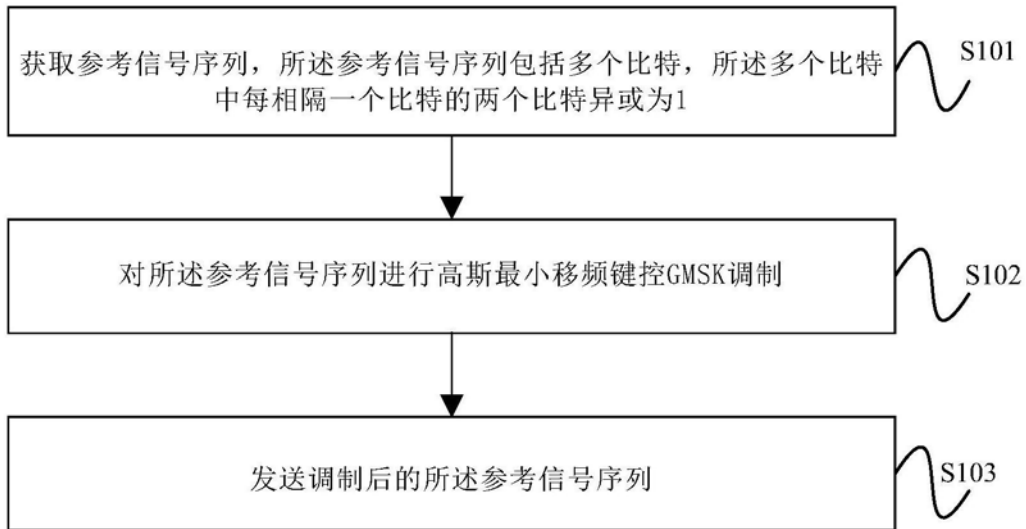 获取参考信号序列，所述参考信号序列包括多个比特，所述多个比特
中每相隔一个比特的两个比特异或为1
S101
对所述参考信号序列进行高斯最小移频键控GMSK调制
S102
发送调制后的所述参考信号序列
S103